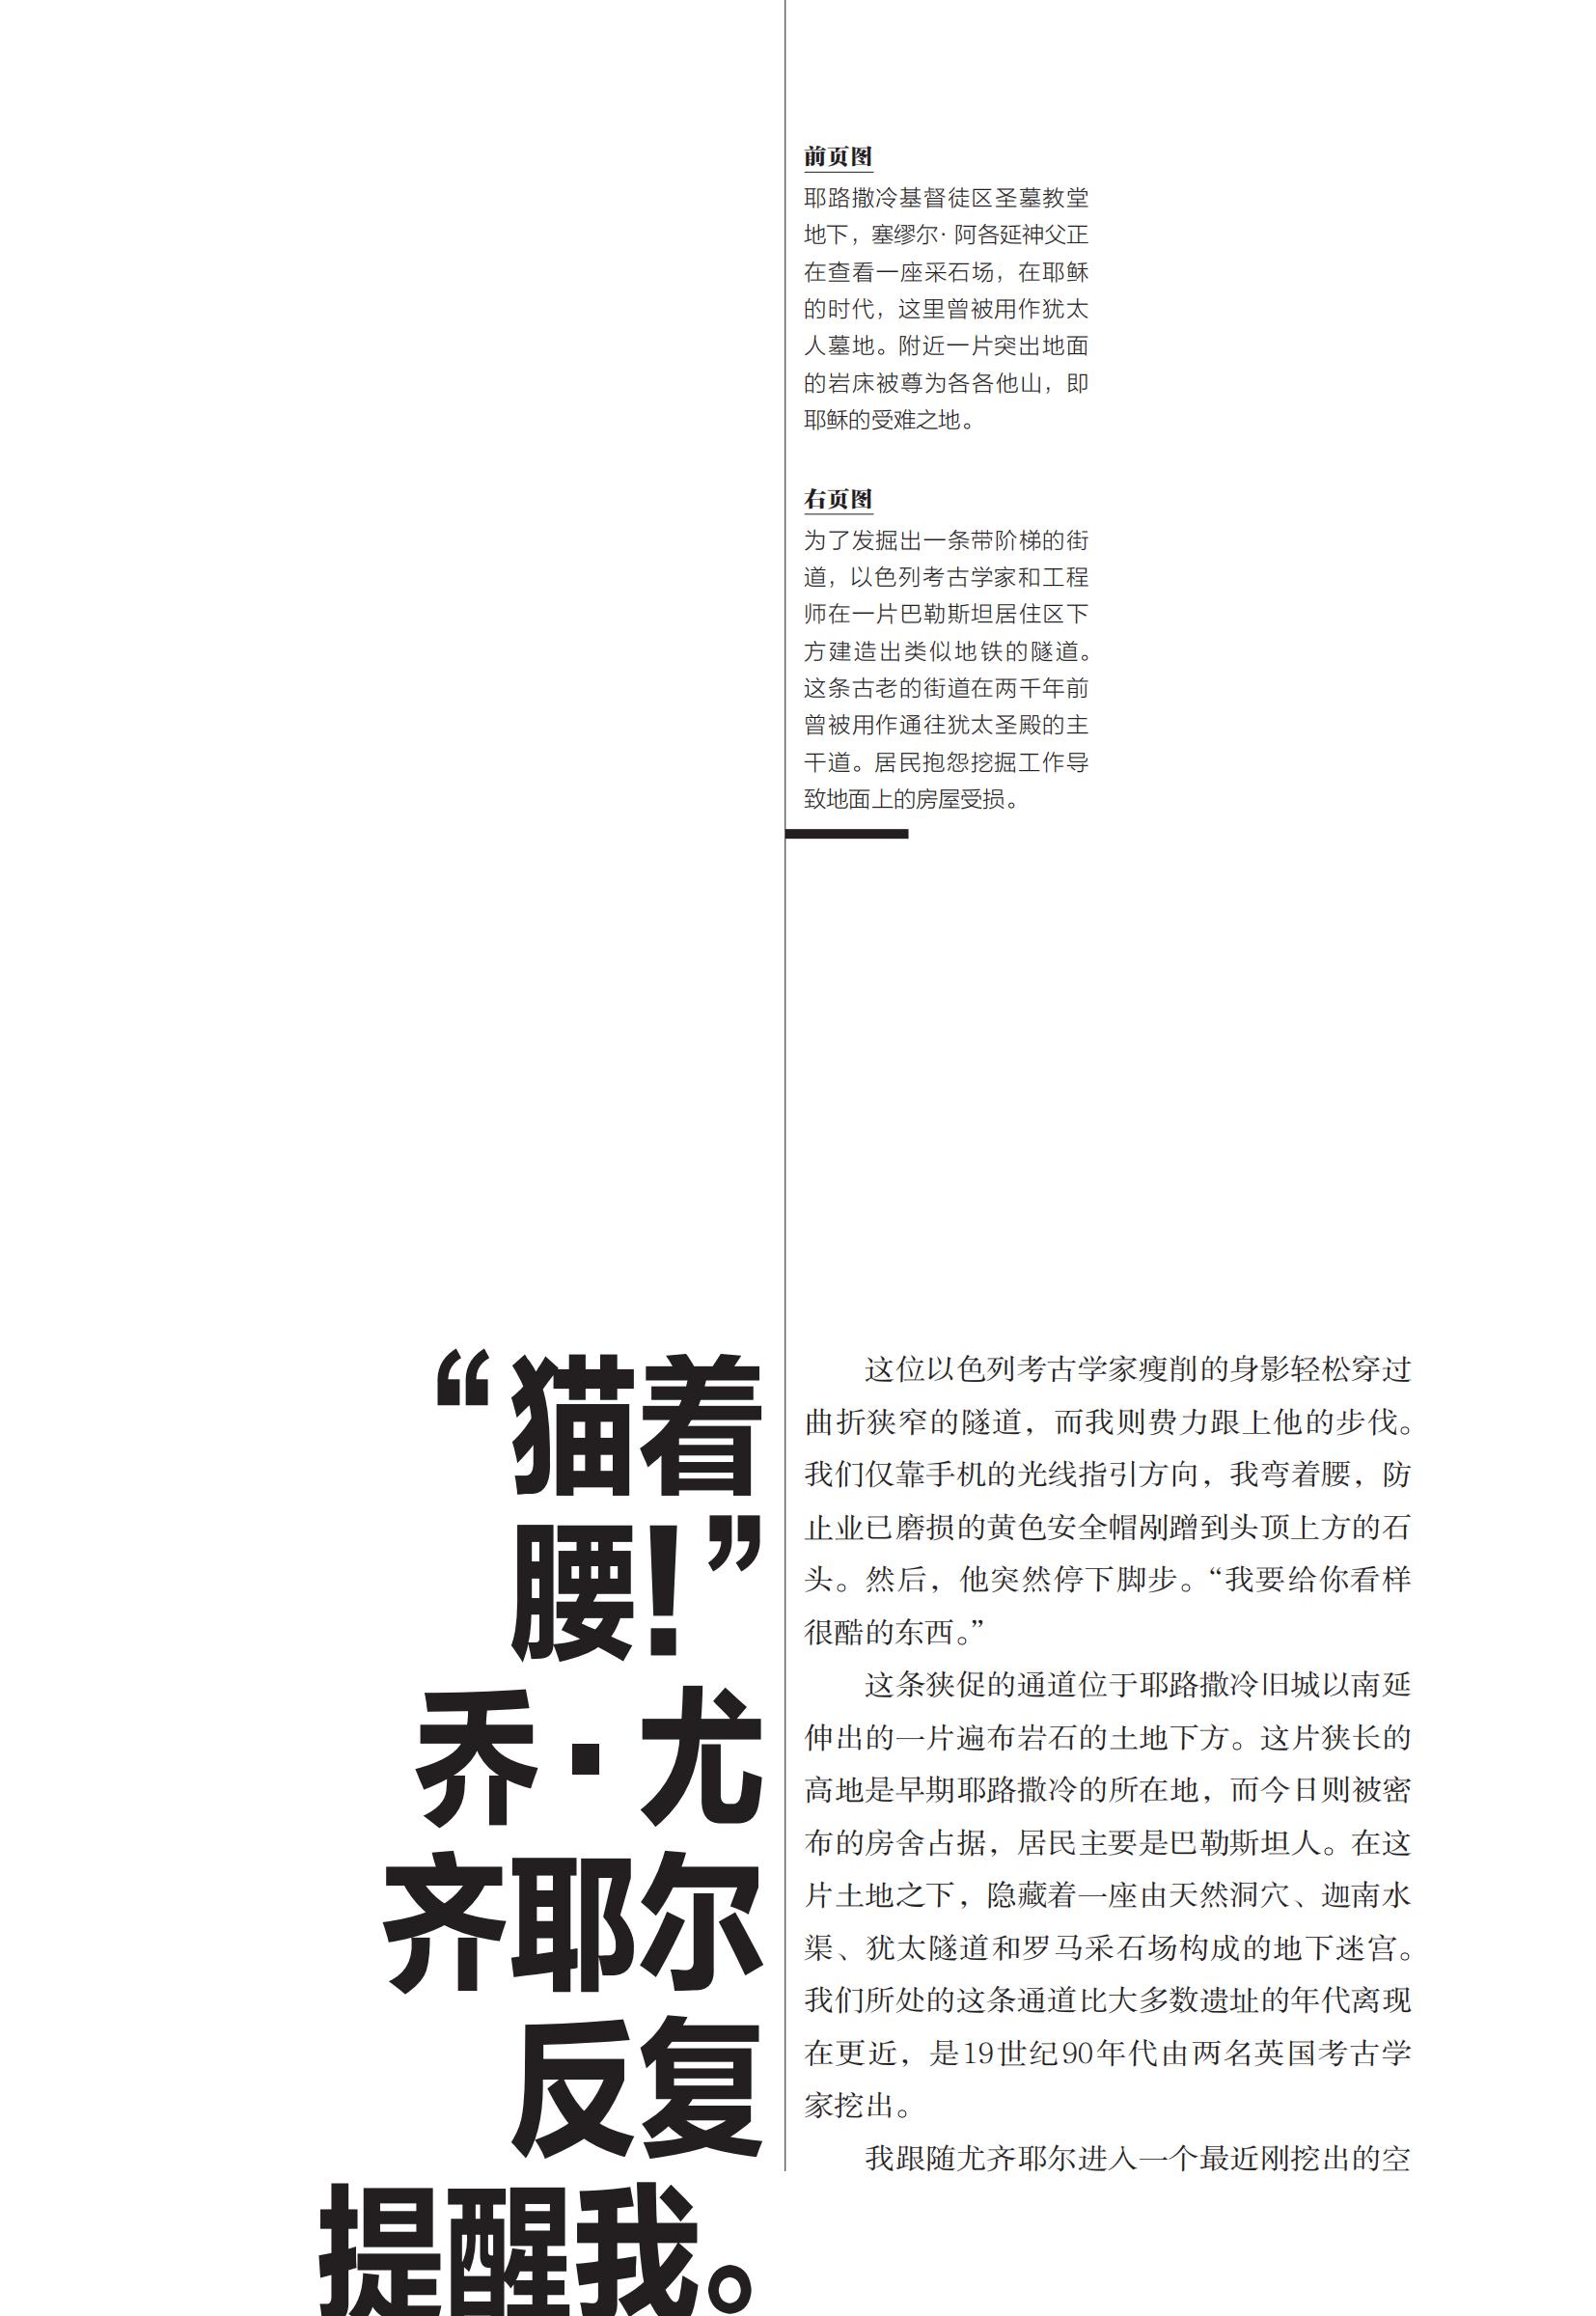 前页图
耶路撒冷基督徒区圣墓教堂
地下，塞缪尔·阿各延神父正
在查看一座采石场，在耶稣
的时代，这里曾被用作犹太
人墓地。附近一片突出地面
的岩床被尊为各各他山，即
耶稣的受难之地。
右页图
为了发掘出一条带阶梯的街
道，以色列考古学家和工程
师在一片巴勒斯坦居住区下
方建造出类似地铁的隧道。
这条古老的街道在两千年前
曾被用作通往犹太圣殿的主
干道。居民抱怨挖掘工作导
致地面上的房屋受损。
“猫着
腰！”
乔·尤
齐耶尔
反复
提醒我。
这位以色列考古学家瘦削的身影轻松穿过
曲折狭窄的隧道，而我则费力跟上他的步伐。
我们仅靠手机的光线指引方向，我弯着腰，防
止业已磨损的黄色安全帽剐蹭到头顶上方的石
头。然后，他突然停下脚步。“我要给你看样
很酷的东西。”
这条狭促的通道位于耶路撒冷旧城以南延
伸出的一片遍布岩石的土地下方。这片狭长的
高地是早期耶路撒冷的所在地，而今日则被密
布的房舍占据，居民主要是巴勒斯坦人。在这
片土地之下，隐藏着一座由天然洞穴、迦南水
渠、犹太隧道和罗马采石场构成的地下迷宫。
我们所处的这条通道比大多数遗址的年代离现
在更近，是19世纪90年代由两名英国考古学
家挖出。
我跟随尤齐耶尔进入一个最近刚挖出的空